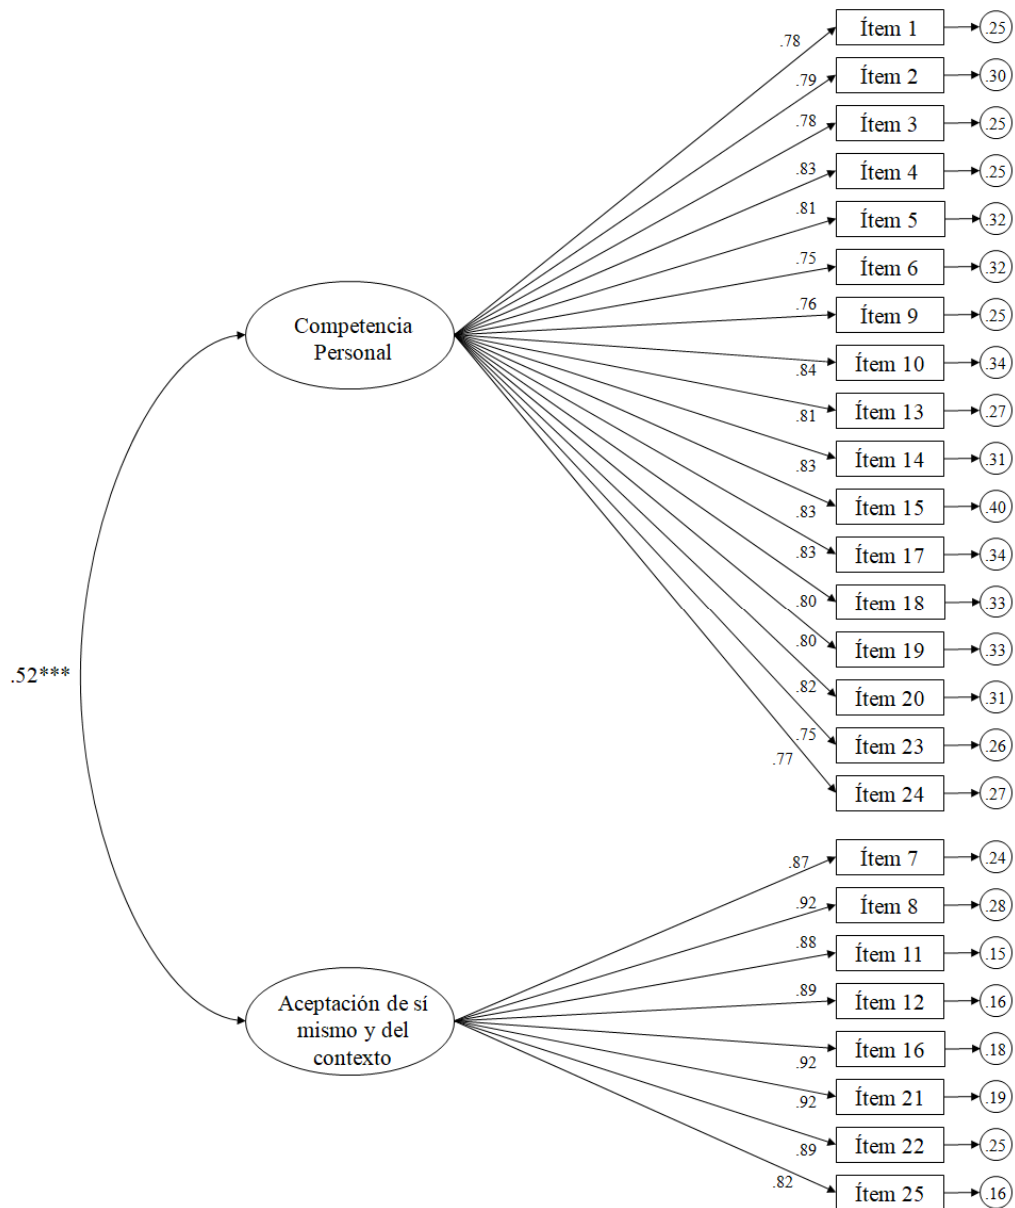 .78 Ítem 1 .25
.79 Ítem 2 .30
.78 Ítem 3 .25
.83 Ítem 4 .25
.81 Ítem 5 .32
.75 Ítem 6 .32
.76 Ítem 9 .25
.84 Ítem 10 .34
.81 Ítem 13 .27
.83 Ítem 14 .31
.83 Ítem 15 .40
.83 Ítem 17 .34
.80 Ítem 18 .33
.80 Ítem 19 .33
.82 Ítem 20 .31
.75 Ítem 23 .26
.77 Ítem 24 .27
Competencia
Personal
.52***
.87 Ítem 7 .24
.92 Ítem 8 .28
.88 Ítem 11 .15
.89 Ítem 12 .16
.92 Ítem 16 .18
.92 Ítem 21 .19
.89 Ítem 22 .25
.82 Ítem 25 .16
Aceptación de sí
mismo y del
contexto